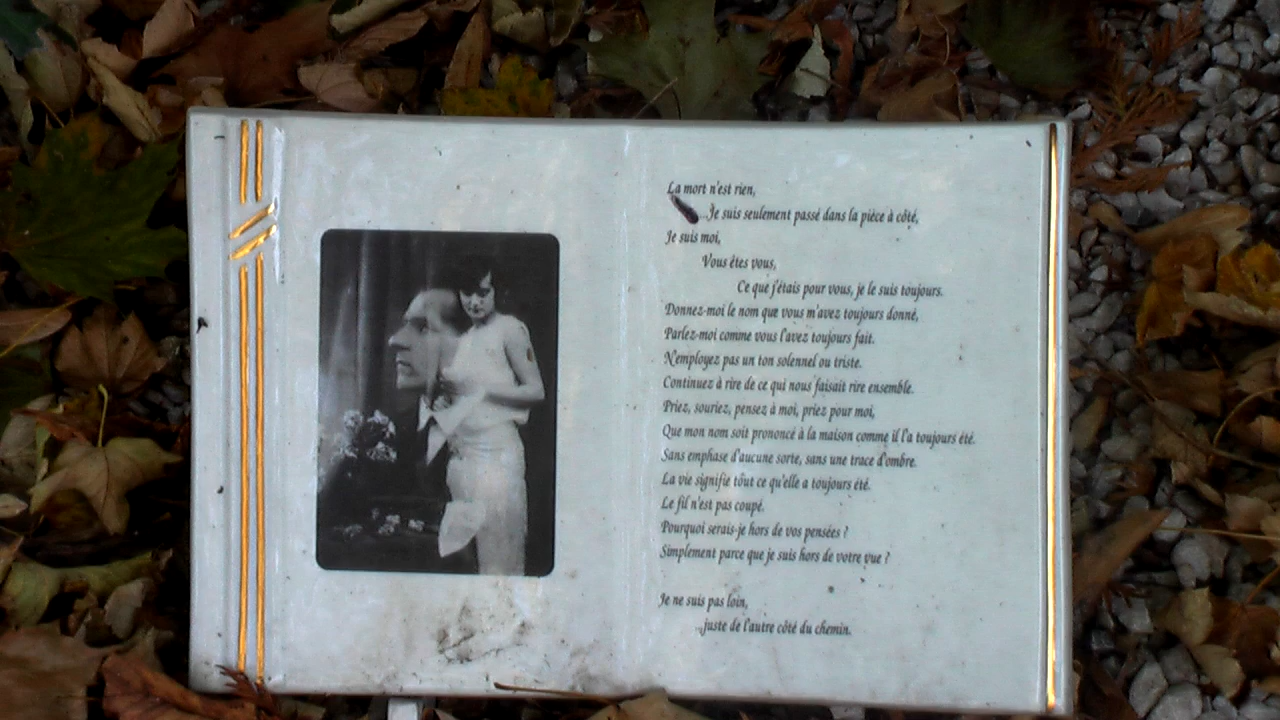 La mort n'est rien,
Je suis seulement passé dans la pièce à côté,
Je suis moi,
Vous êtes vous,
Ce que j'étais pour vous, je le suis toujours.
Donnez-moi le nom que vous m'avez toujours donné,
Parlez-moi comme vous l'avez toujours fait.
N'employez pas un ton solennel ou triste.
Continuez à rire de ce qui nous faisait rire ensemble.
Priez, souriez, pensez à moi, priez pour moi,
Que mon nom soit prononcé à la maison comme il l'a toujours été.
Sans emphase d'aucune sorte, sans une trace d'ombre.
La vie signifie tout ce qu'elle a toujours été.
Le fil n'est pas coupé.
Pourquoi serais-je hors de vos pensées ?
Simplement parce que je suis hors de votre vue ?
Je ne suis pas loin,
..juste de l'autre côté du chemin.